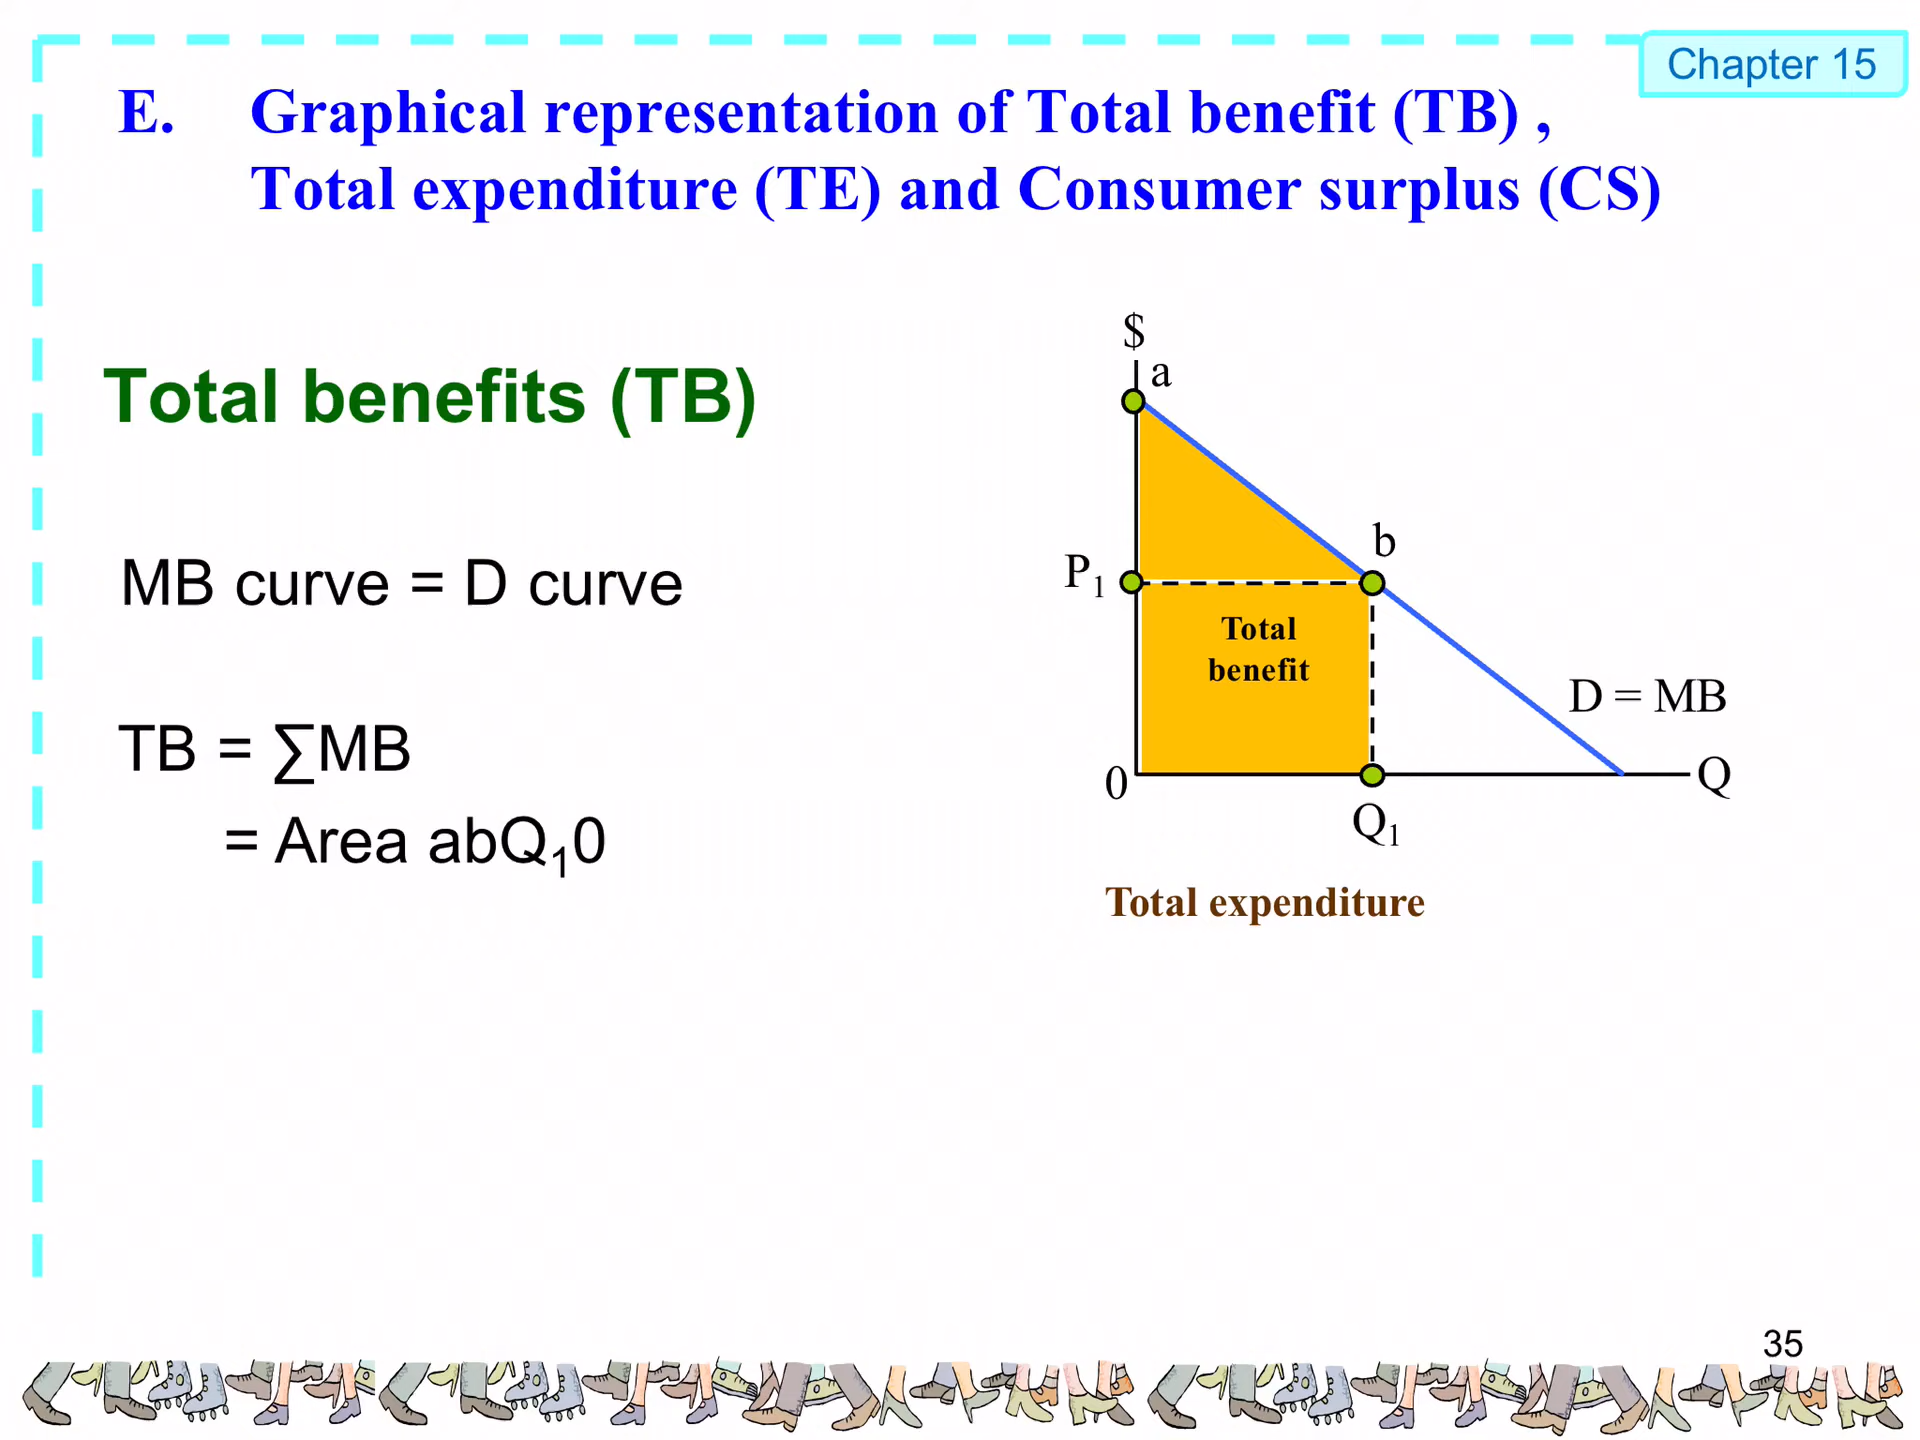 Chapter 15
E. Graphical representation of Total benefit (TB) ,
Total expenditure (TE) and Consumer surplus (CS)
Total benefits (TB)
MB curve = D curve
TB = ∑MB
= Area abQ₁0
$
a
b
P₁
Total
benefit
D = MB
0
Q
Q₁
Total expenditure
35